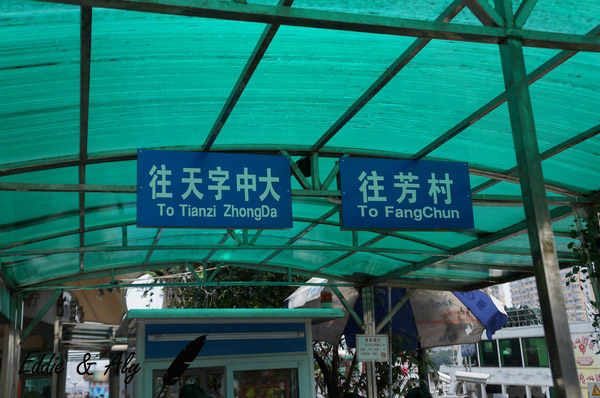 往天字中大
To Tianzi ZhongDa
往芳村
To FangChun
Eddie & Aly